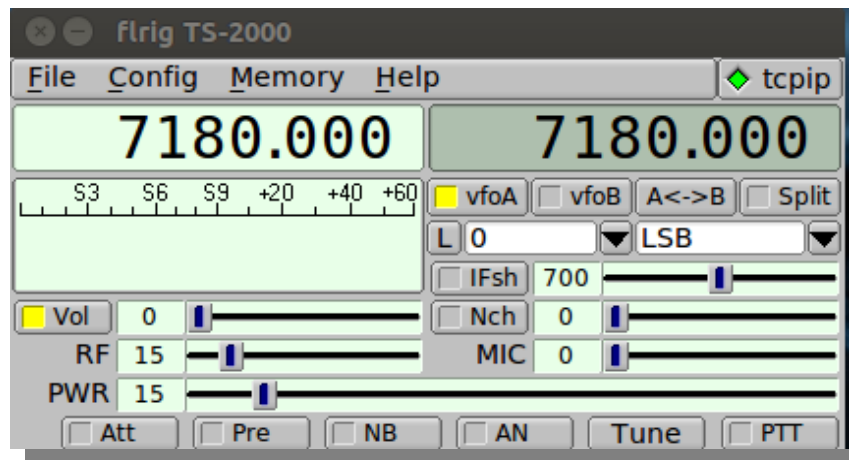 flrig TS-2000
File Config Memory Help tcpip
7180.000 7180.000
S3 S6 S9 +20 +40 +60
vfoA vfoB A<->B Split
L 0 LSB
IFsh 700
Vol 0 Nch 0
RF 15 MIC 0
PWR 15
Att Pre NB AN Tune PTT